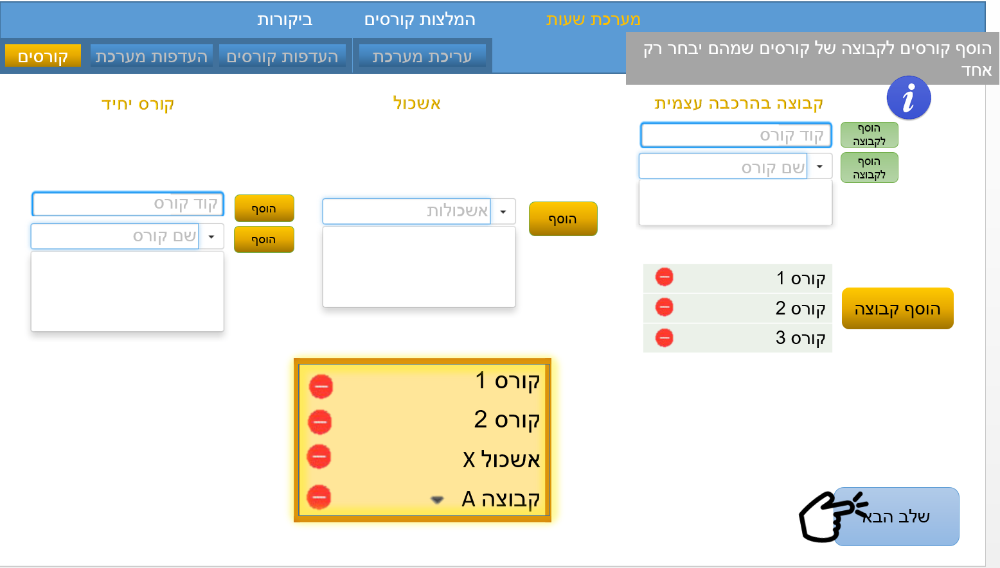 מערכת שעות
המלצות קורסים
ביקורות
עריכת מערכת
העדפות קורסים
העדפות מערכת
קורסים
הוסף קורסים לקבוצה של קורסים שמהם יבחר רק
אחד
i
קבוצה בהרכבה עצמית
אשכול
קורס יחיד
הוסף
לקבוצה
קוד קורס
הוסף
לקבוצה
שם קורס
הוסף
אשכולות
הוסף
קוד קורס
הוסף
שם קורס
הוסף קבוצה
קורס 1
קורס 2
קורס 3
קורס 1
קורס 2
אשכול X
קבוצה A
שלב הבא